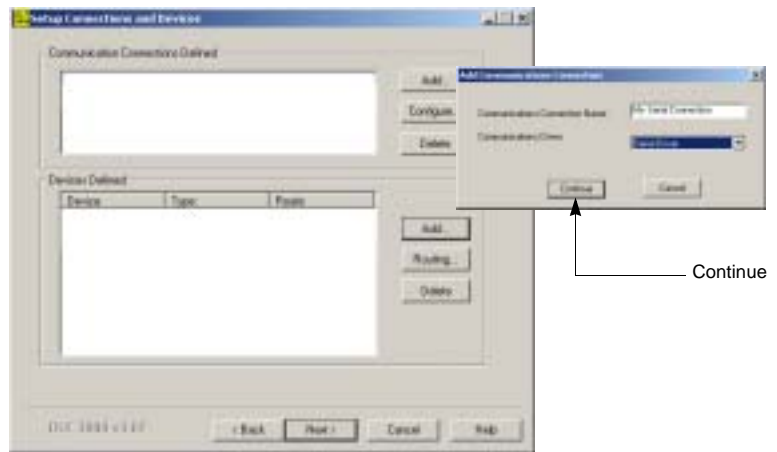 Setup Connections and Devices
Communication Connections Defined
Add
Configure
Delete
Devices Defined
Device Type Route
Add
Routing...
Delete
< Back Next > Cancel Help
Add Communications Connection
Communications Connection Name
My Serial Connection
Communications Driver
Serial Driver
Continue Cancel
Continue